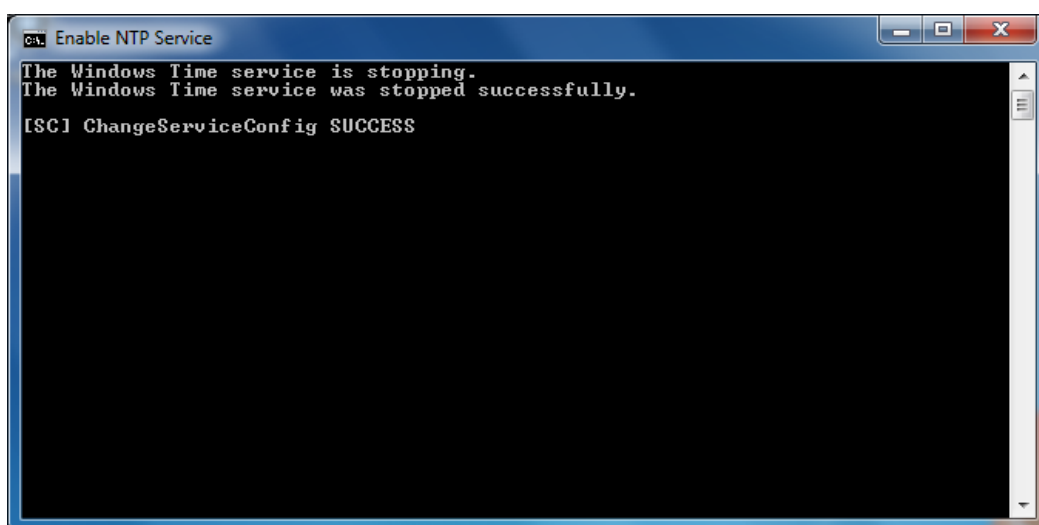 Enable NTP Service
The Windows Time service is stopping.
The Windows Time service was stopped successfully.
[SC] ChangeServiceConfig SUCCESS